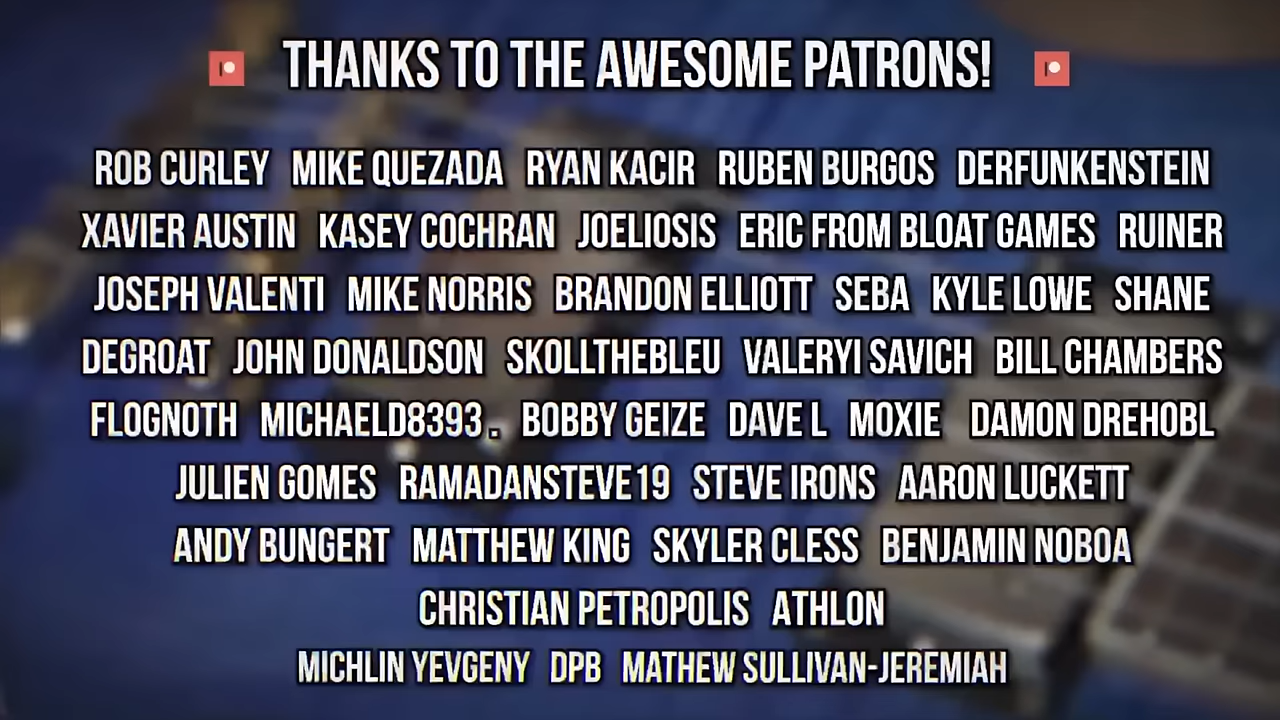 THANKS TO THE AWESOME PATRONS!
ROB CURLEY MIKE QUEZADA RYAN KACIR RUBEN BURGOS DERFUNKENSTEIN
XAVIER AUSTIN KASEY COCHRAN JOELIOSIS ERIC FROM BLOAT GAMES RUINER
JOSEPH VALENTI MIKE NORRIS BRANDON ELLIOTT SEBA KYLE LOWE SHANE
DEGROAT JOHN DONALDSON SKOLLTHEBLEU VALERYI SAVICH BILL CHAMBERS
FLOGNOTH MICHAELD8393 . BOBBY GEIZE DAVE L MOXIE DAMON DREHOBL
JULIEN GOMES RAMADANSTEVE19 STEVE IRONS AARON LUCKETT
ANDY BUNGERT MATTHEW KING SKYLER CLESS BENJAMIN NOBOA
CHRISTIAN PETROPOLIS ATHLON
MICHLIN YEVGENY DPB MATHEW SULLIVAN-JEREMIAH